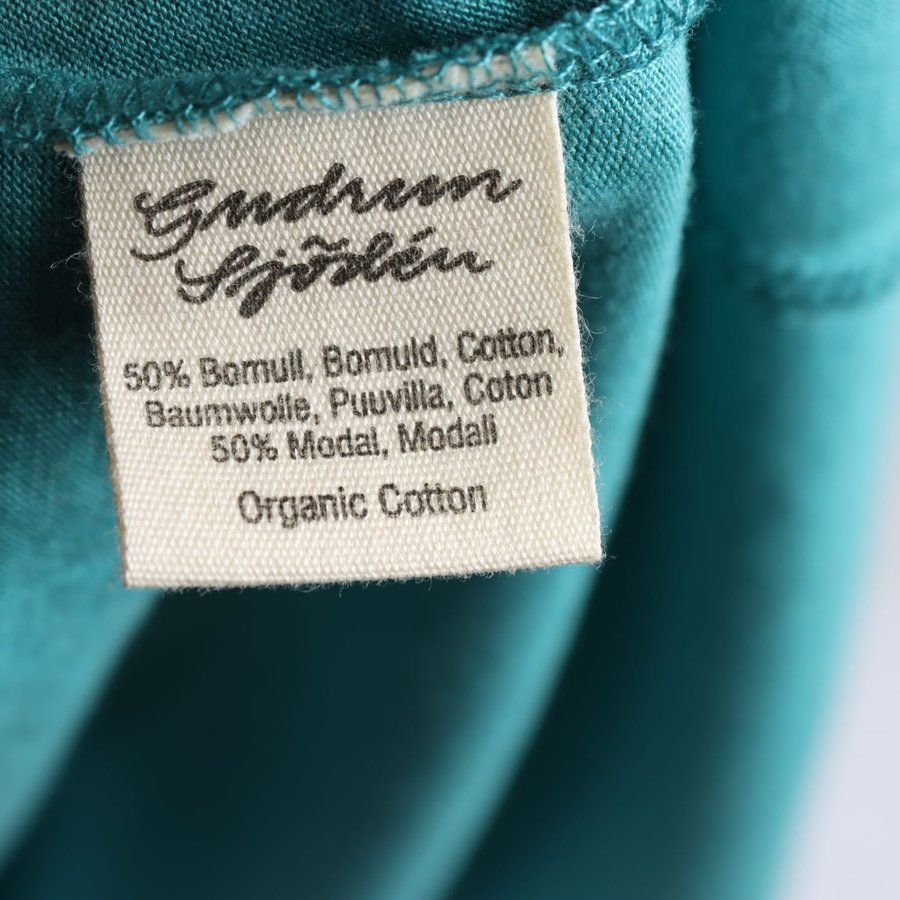 Gudrun
Sjödén
50% Bomull, Bomuld, Cotton,
Baumwolle, Puuvilla, Coton
50% Modal, Modali
Organic Cotton